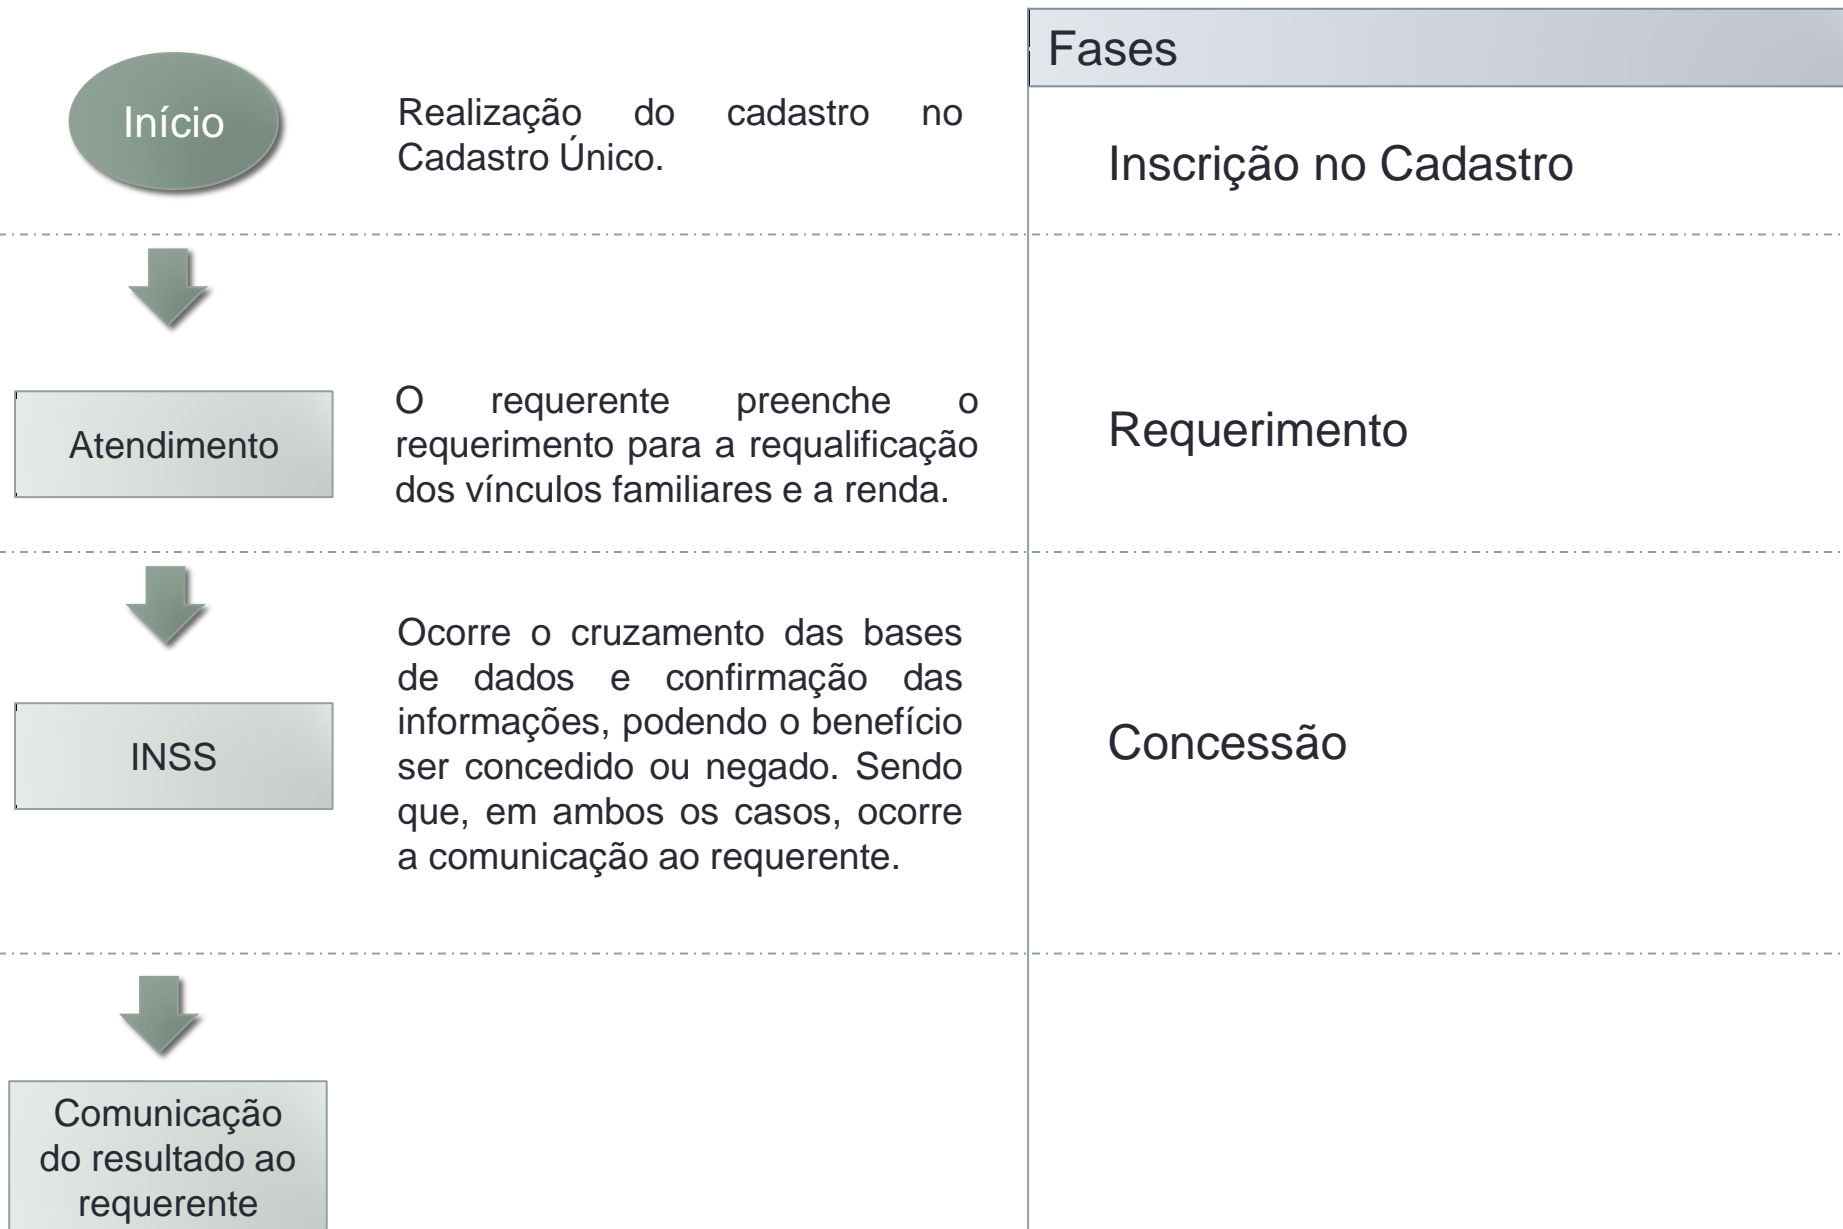 Fases
Início
Realização do cadastro no
Cadastro Único.
Inscrição no Cadastro
Atendimento
O requerente preenche o
requerimento para a requalificação
dos vínculos familiares e a renda.
Requerimento
INSS
Ocorre o cruzamento das bases
de dados e confirmação das
informações, podendo o benefício
ser concedido ou negado. Sendo
que, em ambos os casos, ocorre
a comunicação ao requerente.
Concessão
Comunicação
do resultado ao
requerente